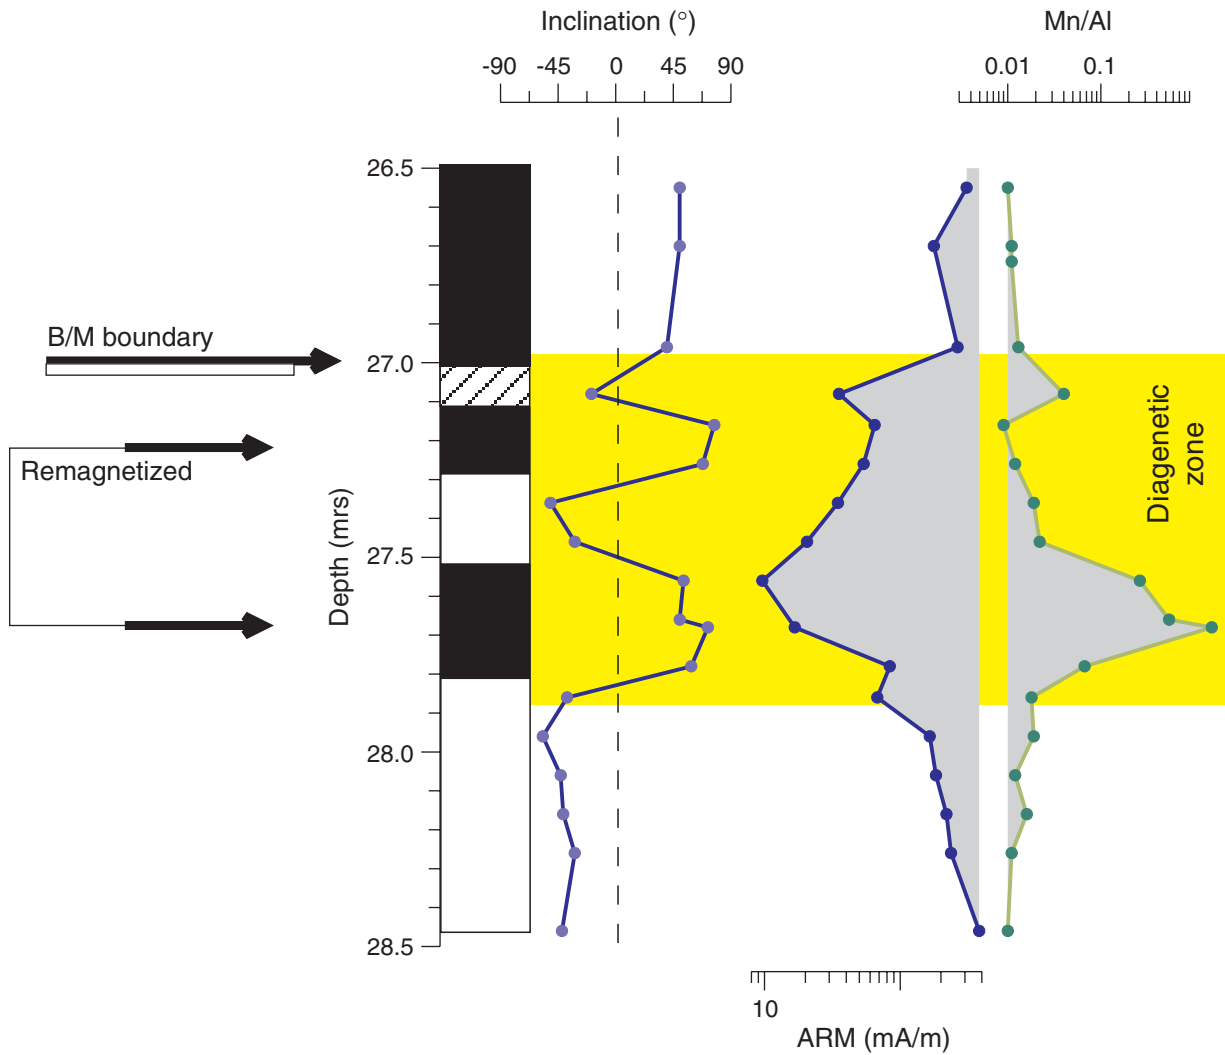 Inclination (°)
Mn/Al
-90 -45 0 45 90
0.01 0.1
26.5
B/M boundary
27.0
Remagnetized
Diagenetic
zone
Depth (mrs)
27.5
28.0
28.5
10
ARM (mA/m)